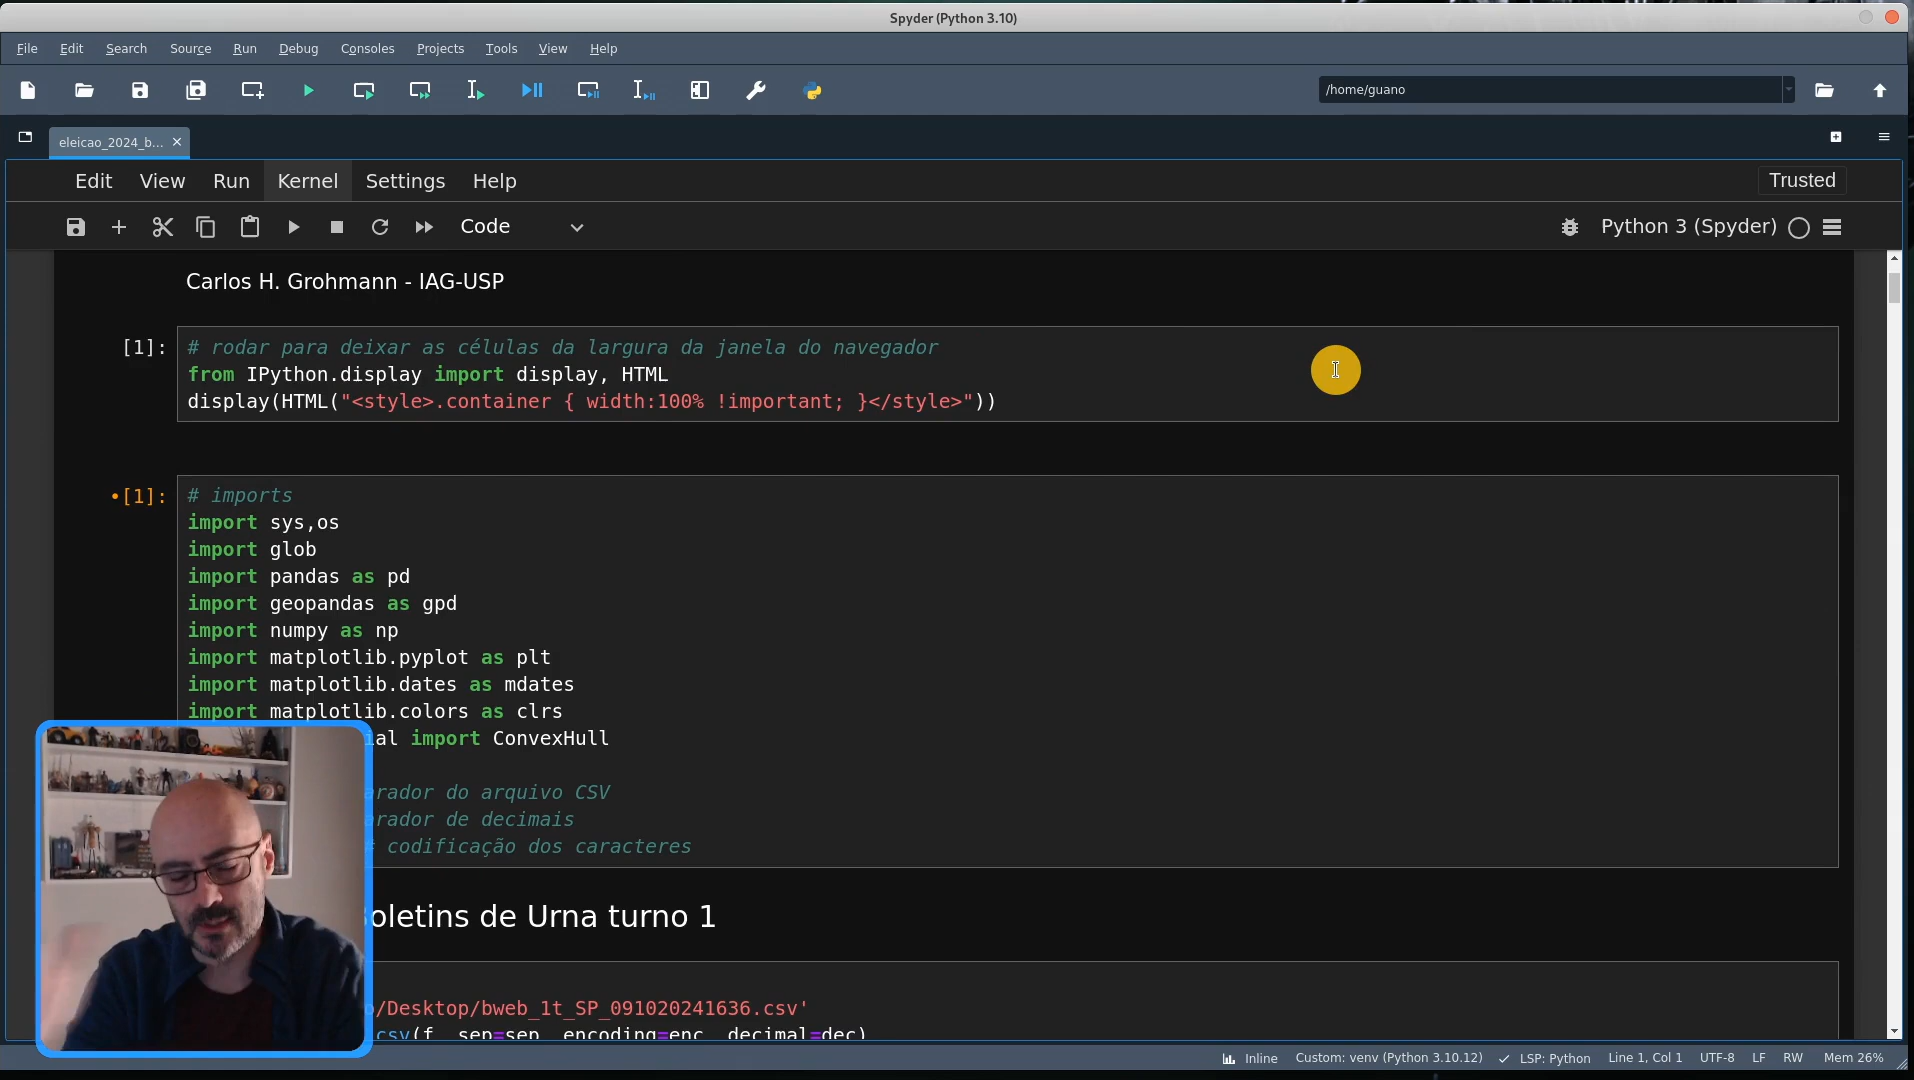 Spyder (Python 3.10)
File Edit Search Source Run Debug Consoles Projects Tools View Help
/home/guano
eleicao_2024_b...
Edit View Run Kernel Settings Help
Trusted
Code
Python 3 (Spyder)
Carlos H. Grohmann - IAG-USP
[1]:
# rodar para deixar as células da largura da janela do navegador
from IPython.display import display, HTML
display(HTML("<style>.container { width:100% !important; }</style>"))
•[1]:
# imports
import sys,os
import glob
import pandas as pd
import geopandas as gpd
import numpy as np
import matplotlib.pyplot as plt
import matplotlib.dates as mdates
import matplotlib.colors as clrs
ial import ConvexHull
arador do arquivo CSV
erador de decimais
# codificação dos caracteres
oletins de Urna turno 1
/Desktop/bweb_1t_SP_091020241636.csv'
csv(f, sep=sep, encoding=enc, decimal=dec)
Inline Custom: venv (Python 3.10.12) LSP: Python Line 1, Col 1 UTF-8 LF RW Mem 26%